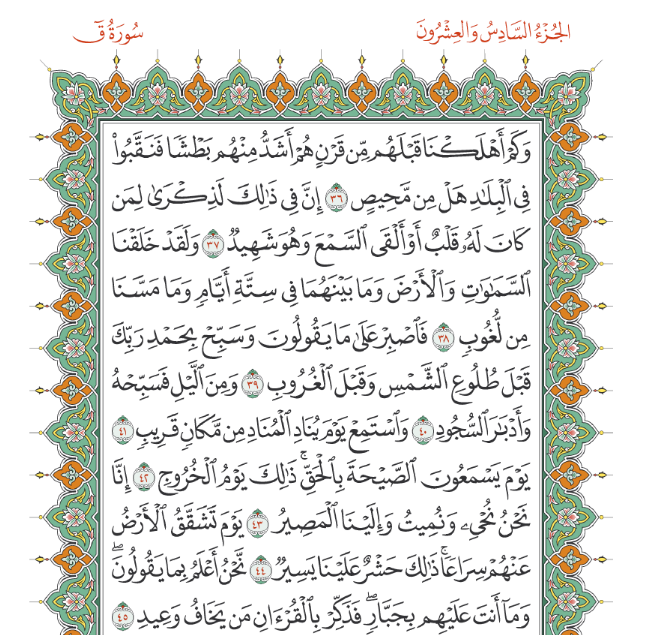 الجُزْءُ السَّادِسُ وَالعِشْرُونَ
سُورَةُ قٓ
وَكَمْ أَهْلَكْنَا قَبْلَهُم مِّن قَرْنٍ هُمْ أَشَدُّ مِنْهُم بَطْشًا فَنَقَّبُوا۟
فِى ٱلْبِلَٰدِ هَلْ مِن مَّحِيصٍ ٣٦ إِنَّ فِى ذَٰلِكَ لَذِكْرَىٰ لِمَن
كَانَ لَهُۥ قَلْبٌ أَوْ أَلْقَى ٱلسَّمْعَ وَهُوَ شَهِيدٌ ٣٧ وَلَقَدْ خَلَقْنَا
ٱلسَّمَٰوَٰتِ وَٱلْأَرْضَ وَمَا بَيْنَهُمَا فِى سِتَّةِ أَيَّامٍ وَمَا مَسَّنَا
مِن لُّغُوبٍ ٣٨ فَٱصْبِرْ عَلَىٰ مَا يَقُولُونَ وَسَبِّحْ بِحَمْدِ رَبِّكَ
قَبْلَ طُلُوعِ ٱلشَّمْسِ وَقَبْلَ ٱلْغُرُوبِ ٣٩ وَمِنَ ٱلَّيْلِ فَسَبِّحْهُ
وَأَدْبَٰرَ ٱلسُّجُودِ ٤٠ وَٱسْتَمِعْ يَوْمَ يُنَادِ ٱلْمُنَادِ مِن مَّكَانٍ قَرِيبٍ ٤١
يَوْمَ يَسْمَعُونَ ٱلصَّيْحَةَ بِٱلْحَقِّ ۚ ذَٰلِكَ يَوْمُ ٱلْخُرُوجِ ٤٢ إِنَّا
نَحْنُ نُحْىِۦ وَنُمِيتُ وَإِلَيْنَا ٱلْمَصِيرُ ٤٣ يَوْمَ تَشَقَّقُ ٱلْأَرْضُ
عَنْهُمْ سِرَاعًا ۚ ذَٰلِكَ حَشْرٌ عَلَيْنَا يَسِيرٌ ٤٤ نَّحْنُ أَعْلَمُ بِمَا يَقُولُونَ ۖ
وَمَآ أَنتَ عَلَيْهِم بِجَبَّارٍ ۖ فَذَكِّرْ بِٱلْقُرْءَانِ مَن يَخَافُ وَعِيدِ ٤٥